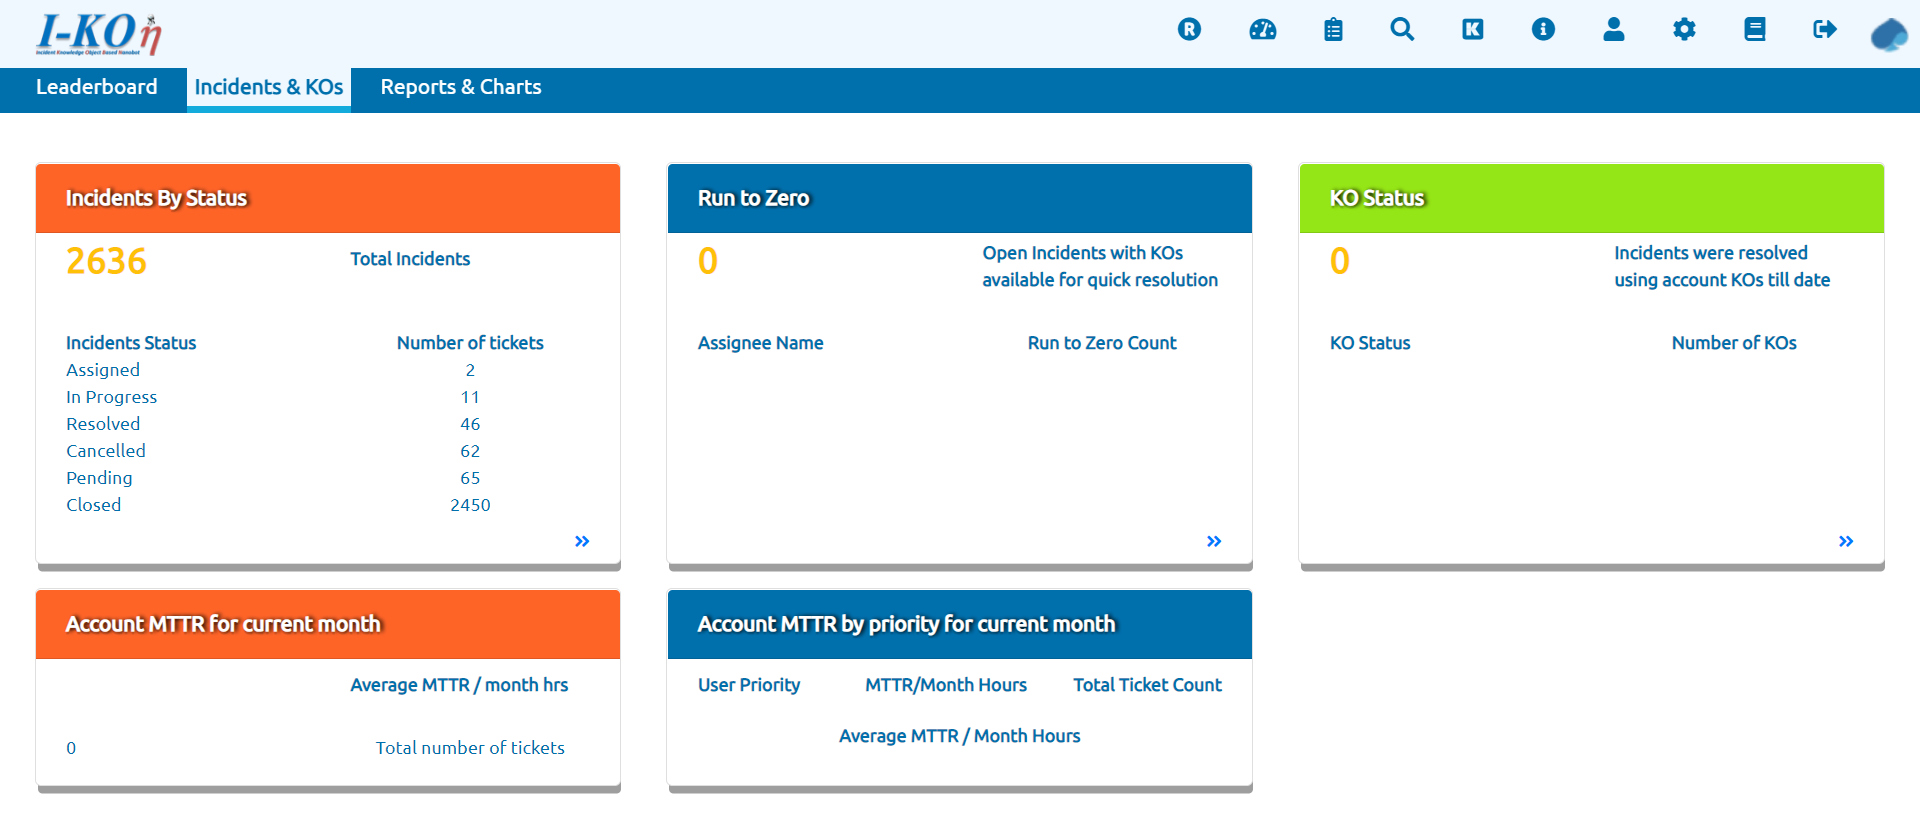 I-KOη
Incident Knowledge Object Based Nanobot
R
K
Leaderboard
Incidents & KOs
Reports & Charts
Incidents By Status
2636
Total Incidents
Incidents Status
Number of tickets
Assigned
2
In Progress
11
Resolved
46
Cancelled
62
Pending
65
Closed
2450
Run to Zero
0
Open Incidents with KOs
available for quick resolution
Assignee Name
Run to Zero Count
KO Status
0
Incidents were resolved
using account KOs till date
KO Status
Number of KOs
Account MTTR for current month
Average MTTR / month hrs
0
Total number of tickets
Account MTTR by priority for current month
User Priority
MTTR/Month Hours
Total Ticket Count
Average MTTR / Month Hours